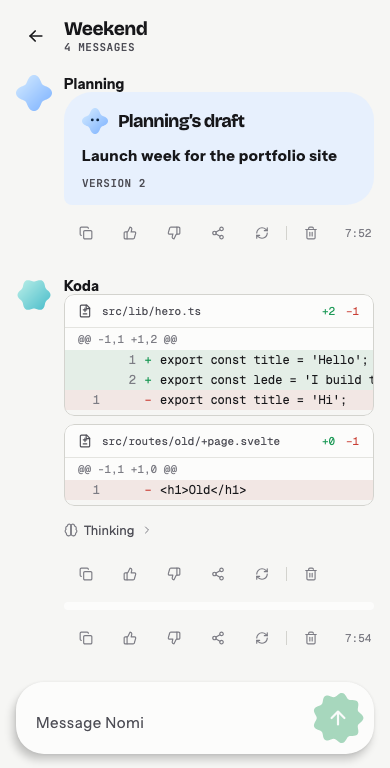 Weekend
4 MESSAGES
Planning
Planning's draft
Launch week for the portfolio site
VERSION 2
7:52
Koda
src/lib/hero.ts +2 −1
@@ -1,1 +1,2 @@
1 + export const title = 'Hello';
2 + export const lede = 'I build t
1 − export const title = 'Hi';
src/routes/old/+page.svelte +0 −1
@@ -1,1 +1,0 @@
1 − <h1>Old</h1>
Thinking
7:54
Message Nomi